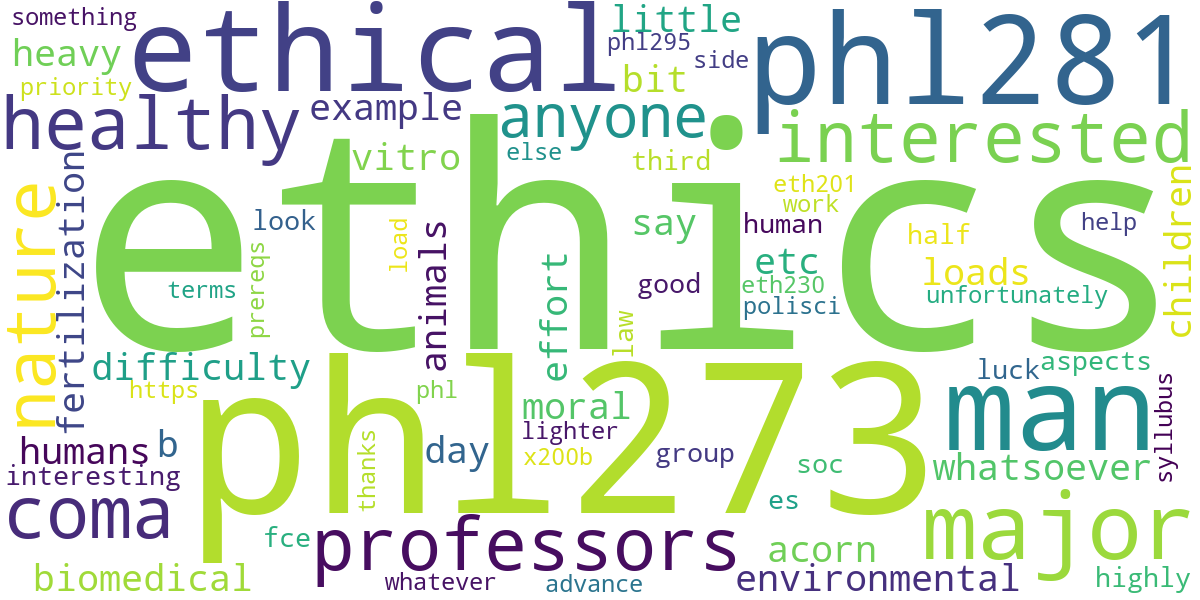 something
ethical
little
phl281
phl295
heavy
side
priority
bit
healthy
example
anyone
interested
vitro
else
third
eth201
work
ethics
nature
fertilization
look
load
animals
say
human
half
help
children
prereqs
terms
effort
good
etc
eth230
loads
polisci
unfortunately
law
difficulty
https
phl
phl273
moral
luck
aspects
man
humans
b
day
lighter
x200b
group
soc
whatsoever
syllubus
interesting
thanks
es
coma
professors
major
fce
acorn
biomedical
whatever
advance
environmental
highly